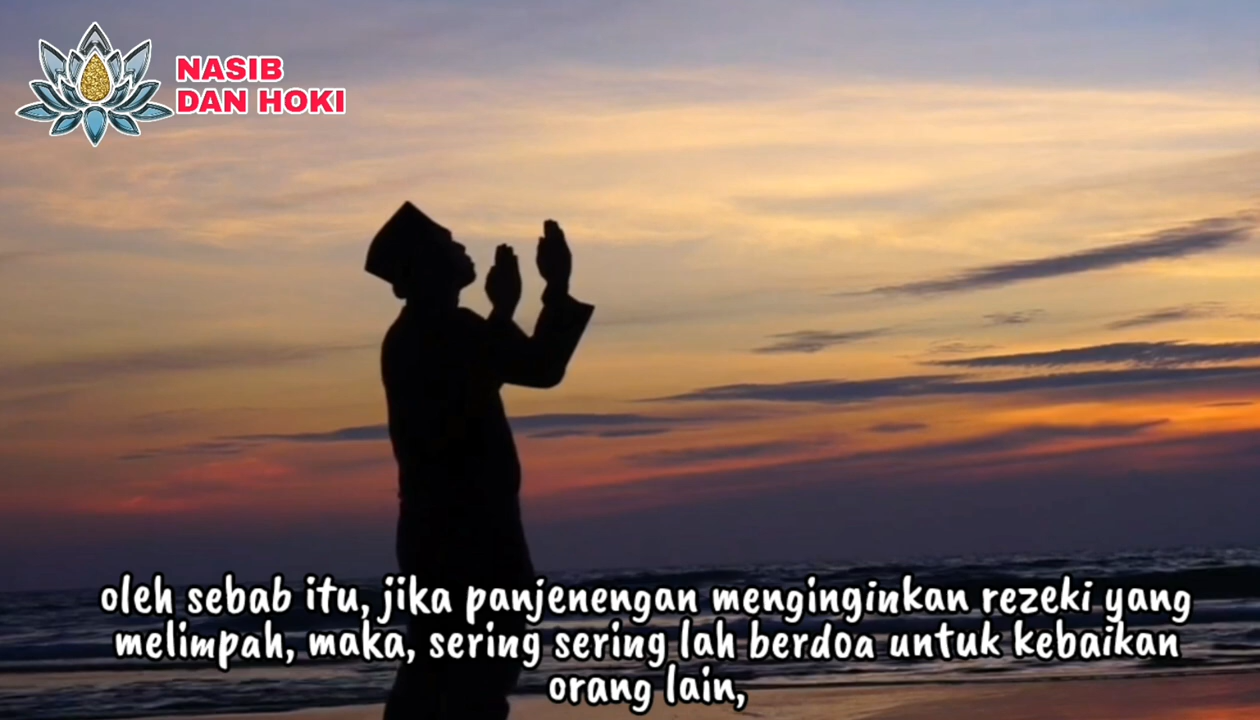 NASIB
DAN HOKI
oleh sebab itu, jika panjenengan menginginkan rezeki yang
melimpah, maka, sering sering lah berdoa untuk kebaikan
orang lain,